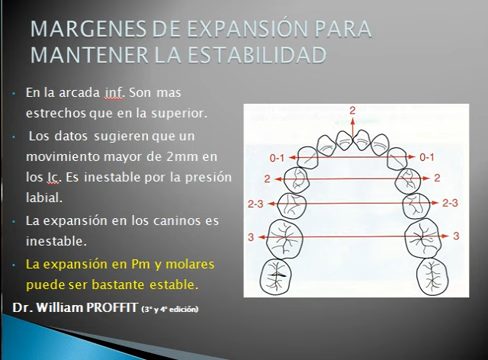 MARGENES DE EXPANSIÓN PARA
MANTENER LA ESTABILIDAD
• En la arcada inf. Son mas
estrechos que en la superior.
• Los datos sugieren que un
movimiento mayor de 2mm en
los Ic. Es inestable por la presión
labial.
• La expansión en los caninos es
inestable.
• La expansión en Pm y molares
puede ser bastante estable.
Dr. William PROFFIT (3ª y 4ª edición)
2
0-1 0-1
2 2
2-3 2-3
3 3